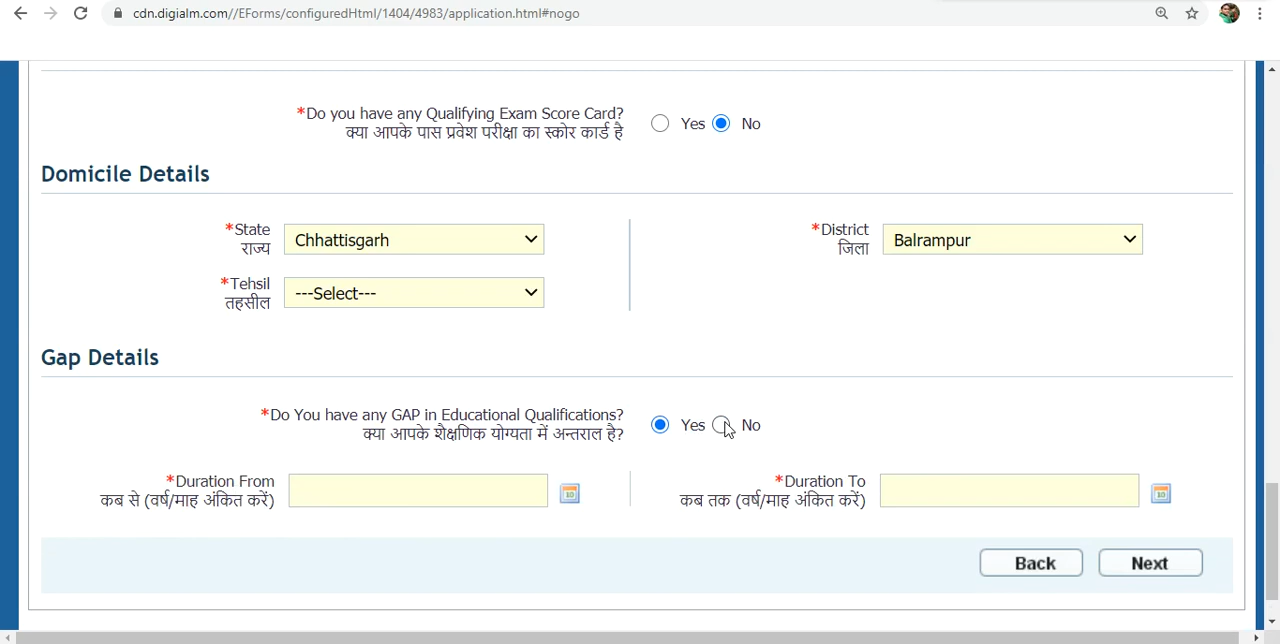 cdn.digialm.com//EForms/configuredHtml/1404/4983/application.html#nogo
*Do you have any Qualifying Exam Score Card?
क्या आपके पास प्रवेश परीक्षा का स्कोर कार्ड है
Yes No
Domicile Details
*State
राज्य
Chhattisgarh
*District
जिला
Balrampur
*Tehsil
तहसील
---Select---
Gap Details
*Do You have any GAP in Educational Qualifications?
क्या आपके शैक्षणिक योग्यता में अन्तराल है?
Yes No
*Duration From
कब से (वर्ष/माह अंकित करें)
10
*Duration To
कब तक (वर्ष/माह अंकित करें)
10
Back Next